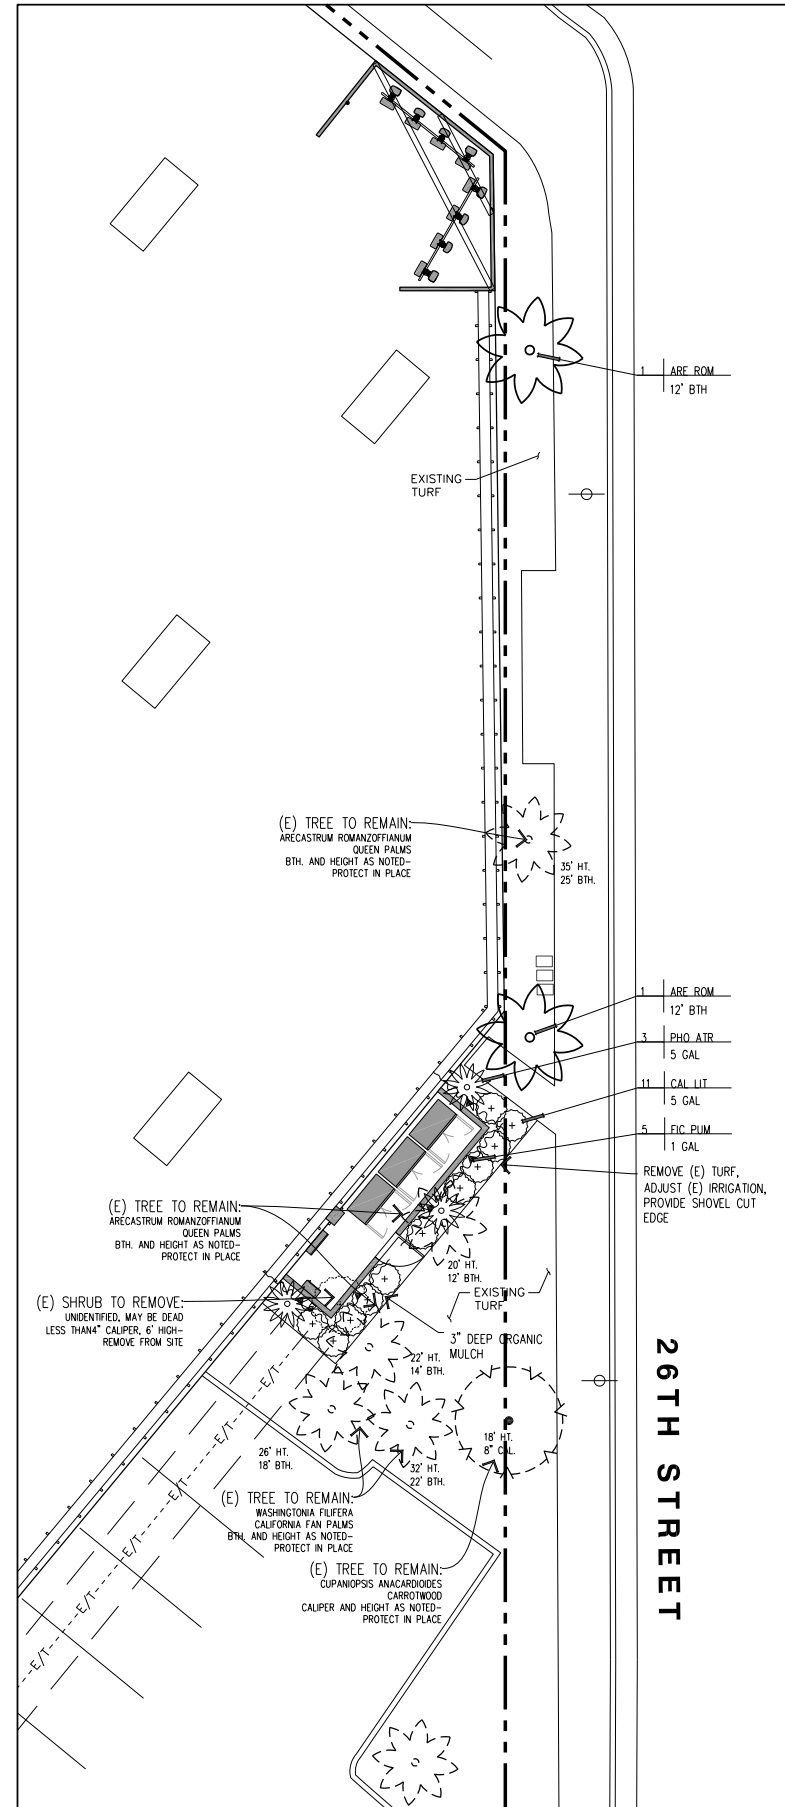 1 ARE ROM
12' BTH
EXISTING
TURF
(E) TREE TO REMAIN:
ARECASTRUM ROMANZOFFIANUM
QUEEN PALMS
BTH. AND HEIGHT AS NOTED-
PROTECT IN PLACE
35' HT.
25' BTH.
1 ARE ROM
12' BTH
3 PHO ATR
5 GAL
11 CAL LIT
5 GAL
5 FIC PUM
1 GAL
REMOVE (E) TURF,
ADJUST (E) IRRIGATION,
PROVIDE SHOVEL CUT
EDGE
(E) TREE TO REMAIN:
ARECASTRUM ROMANZOFFIANUM
QUEEN PALMS
BTH. AND HEIGHT AS NOTED-
PROTECT IN PLACE
20' HT.
12' BTH.
(E) SHRUB TO REMOVE:
UNIDENTIFIED, MAY BE DEAD
LESS THAN4" CALIPER, 6' HIGH-
REMOVE FROM SITE
EXISTING
TURF
3" DEEP ORGANIC
MULCH
22' HT.
14' BTH.
26TH STREET
18' HT.
8" CAL.
26' HT.
18' BTH.
32' HT.
22' BTH.
(E) TREE TO REMAIN:
WASHINGTONIA FILIFERA
CALIFORNIA FAN PALMS
BTH. AND HEIGHT AS NOTED-
PROTECT IN PLACE
(E) TREE TO REMAIN:
CUPANIOPSIS ANACARDIOIDES
CARROTWOOD
CALIPER AND HEIGHT AS NOTED-
PROTECT IN PLACE
E/T
E/T
E/T
E/T
E/T
E/T